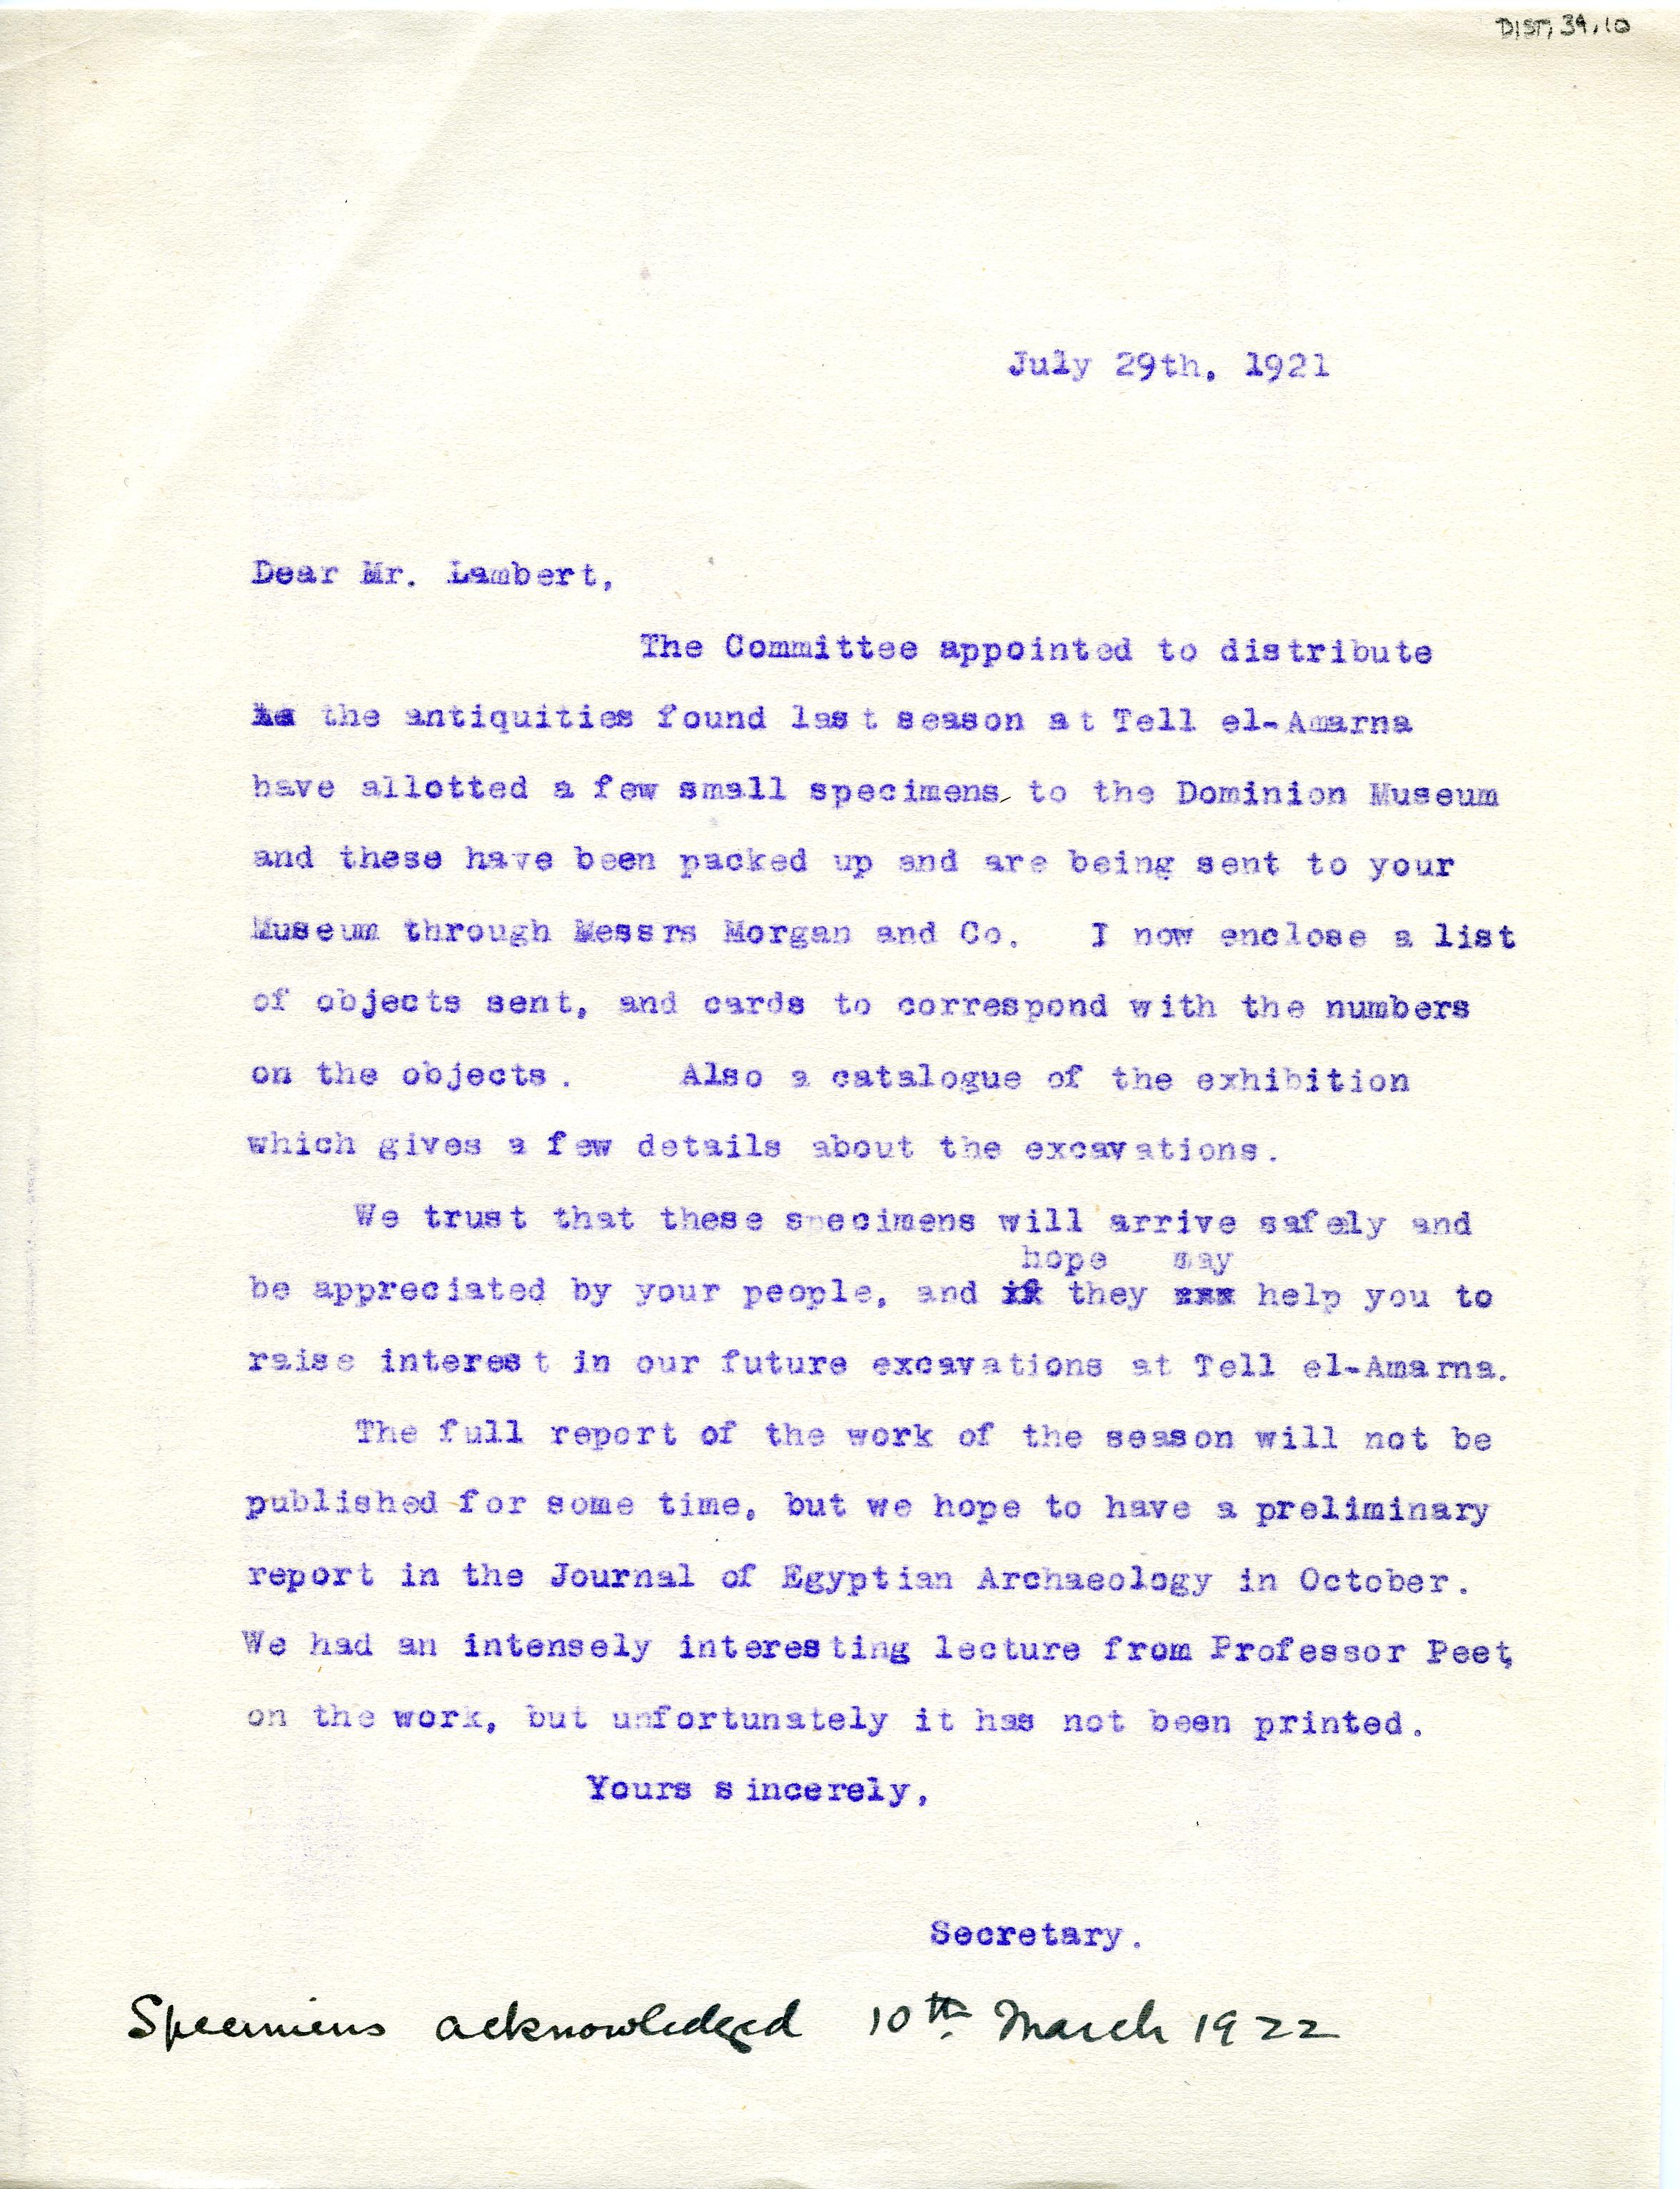 DIST, 39, 10
July 29th, 1921
Dear Mr. Lambert,
The Committee appointed to distribute
the antiquities found last season at Tell el-Amarna
have allotted a few small specimens to the Dominion Museum
and these have been packed up and are being sent to your
Museum through Messrs Morgan and Co. I now enclose a list
of objects sent, and cards to correspond with the numbers
on the objects. Also a catalogue of the exhibition
which gives a few details about the excavations.
We trust that these specimens will arrive safely and
hope may
be appreciated by your people, and they help you to
raise interest in our future excavations at Tell el-Amarna.
The full report of the work of the season will not be
published for some time, but we hope to have a preliminary
report in the Journal of Egyptian Archaeology in October.
We had an intensely interesting lecture from Professor Peet,
on the work, but unfortunately it has not been printed.
Yours sincerely,
Secretary.
Specimens acknowledged 10th March 1922